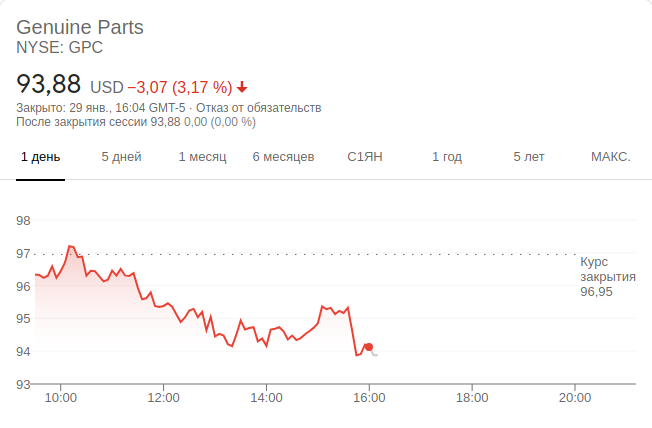 Genuine Parts
NYSE: GPC
93,88 USD −3,07 (3,17 %)
Закрыто: 29 янв., 16:04 GMT-5 · Отказ от обязательств
После закрытия сессии 93,88 0,00 (0,00 %)
1 день 5 дней 1 месяц 6 месяцев С1ЯН 1 год 5 лет МАКС.
98
97
Курс
закрытия
96,95
96
95
94
93
10:00 12:00 14:00 16:00 18:00 20:00